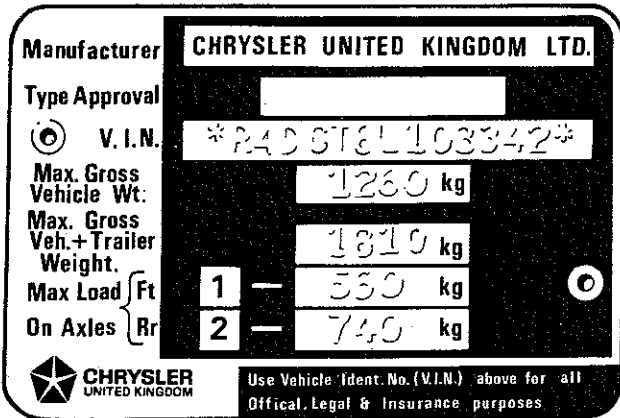 Manufacturer CHRYSLER UNITED KINGDOM LTD.
Type Approval
V.I.N.
Max. Gross Vehicle Wt: 1260 kg
Max. Gross Veh.+Trailer Weight. 1810 kg
Max Load On Axles
Ft 1 — 560 kg
Rr 2 — 740 kg
CHRYSLER
UNITED KINGDOM
Use Vehicle Ident. No. (V.I.N.) above for all
Offical, Legal & Insurance purposes